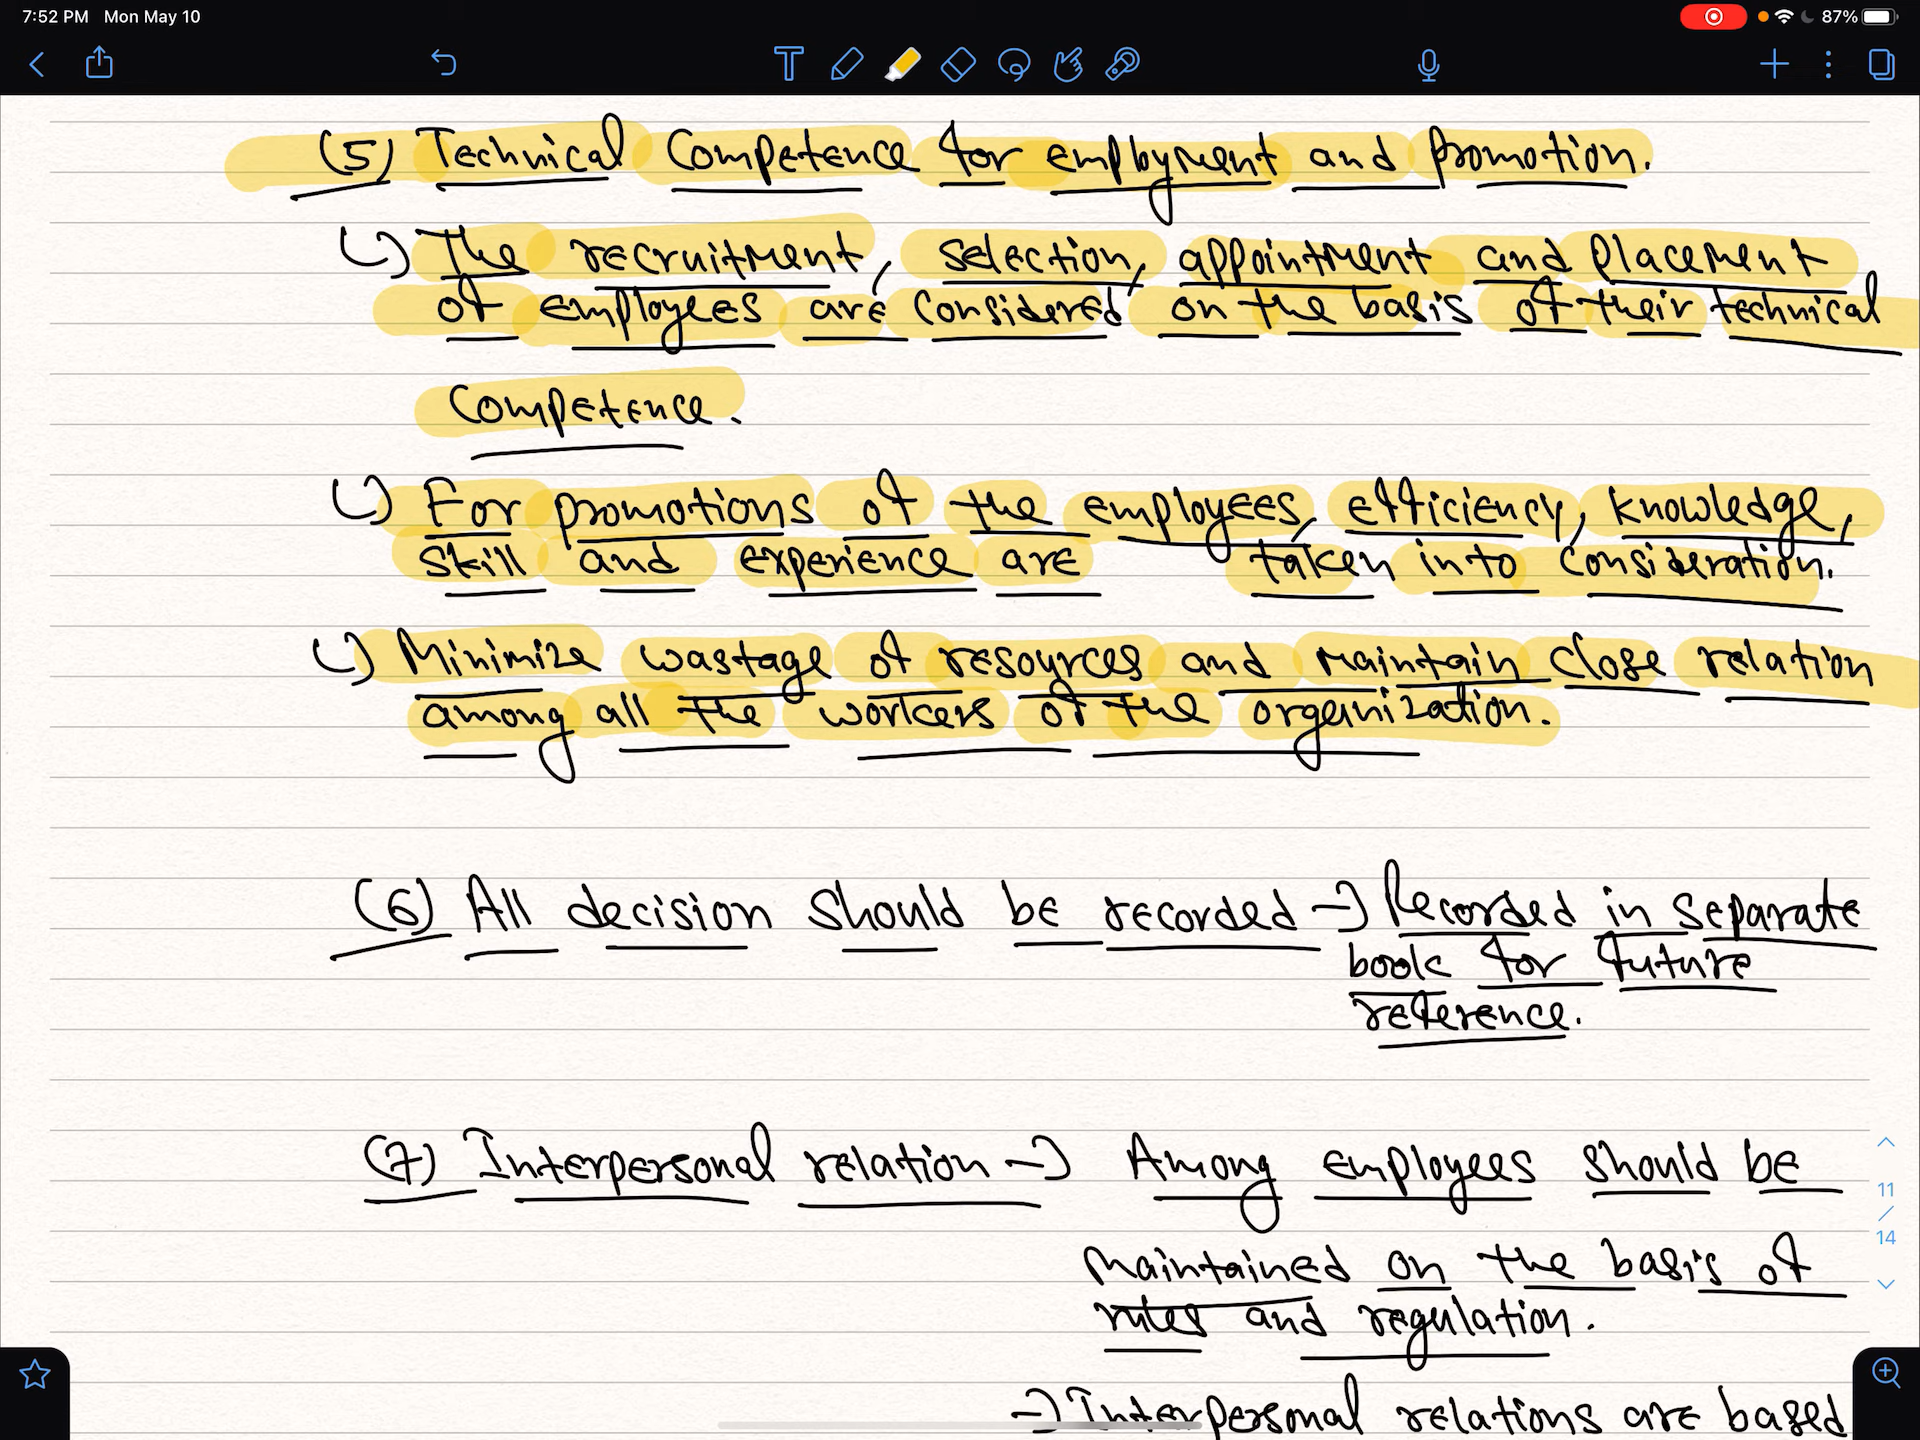 7:52 PM Mon May 10
87%
(5) Technical Competence for employment and promotion.
The recruitment, selection, appointment and placement
of employees are considered on the basis of their technical
Competence.
For promotions of the employees, efficiency, knowledge,
skill and experience are taken into consideration.
Minimize wastage of resources and maintain close relation
among all the workers of the organization.
(6) All decision should be recorded → Recorded in separate
book for future
reference.
(7) Interpersonal relation → Among employees should be
maintained on the basis of
rules and regulation.
→ Interpersonal relations are based
11
/
14